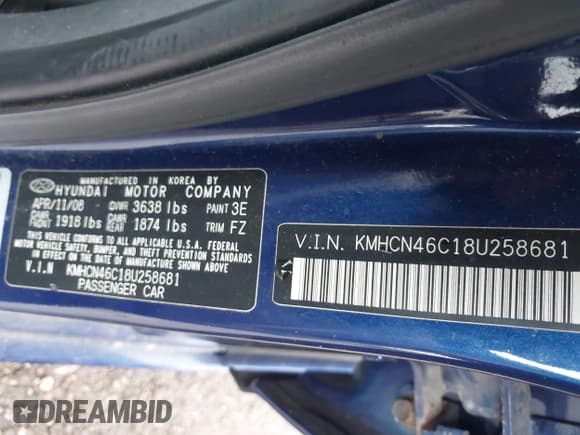 MANUFACTURED IN KOREA BY
HYUNDAI MOTOR COMPANY
APR/11/08 GVWR 3638 lbs PAINT 3E
GAWR FRONT 1918 lbs GAWR REAR 1874 lbs TRIM FZ
THIS VEHICLE CONFORMS TO ALL APPLICABLE U.S.A. FEDERAL
MOTOR VEHICLE SAFETY AND THEFT PREVENTION STANDARDS
IN EFFECT ON THE DATE OF MANUFACTURE SHOWN ABOVE.
V.I.N KMHCN46C18U258681
PASSENGER CAR
V.I.N. KMHCN46C18U258681
DREAMBID